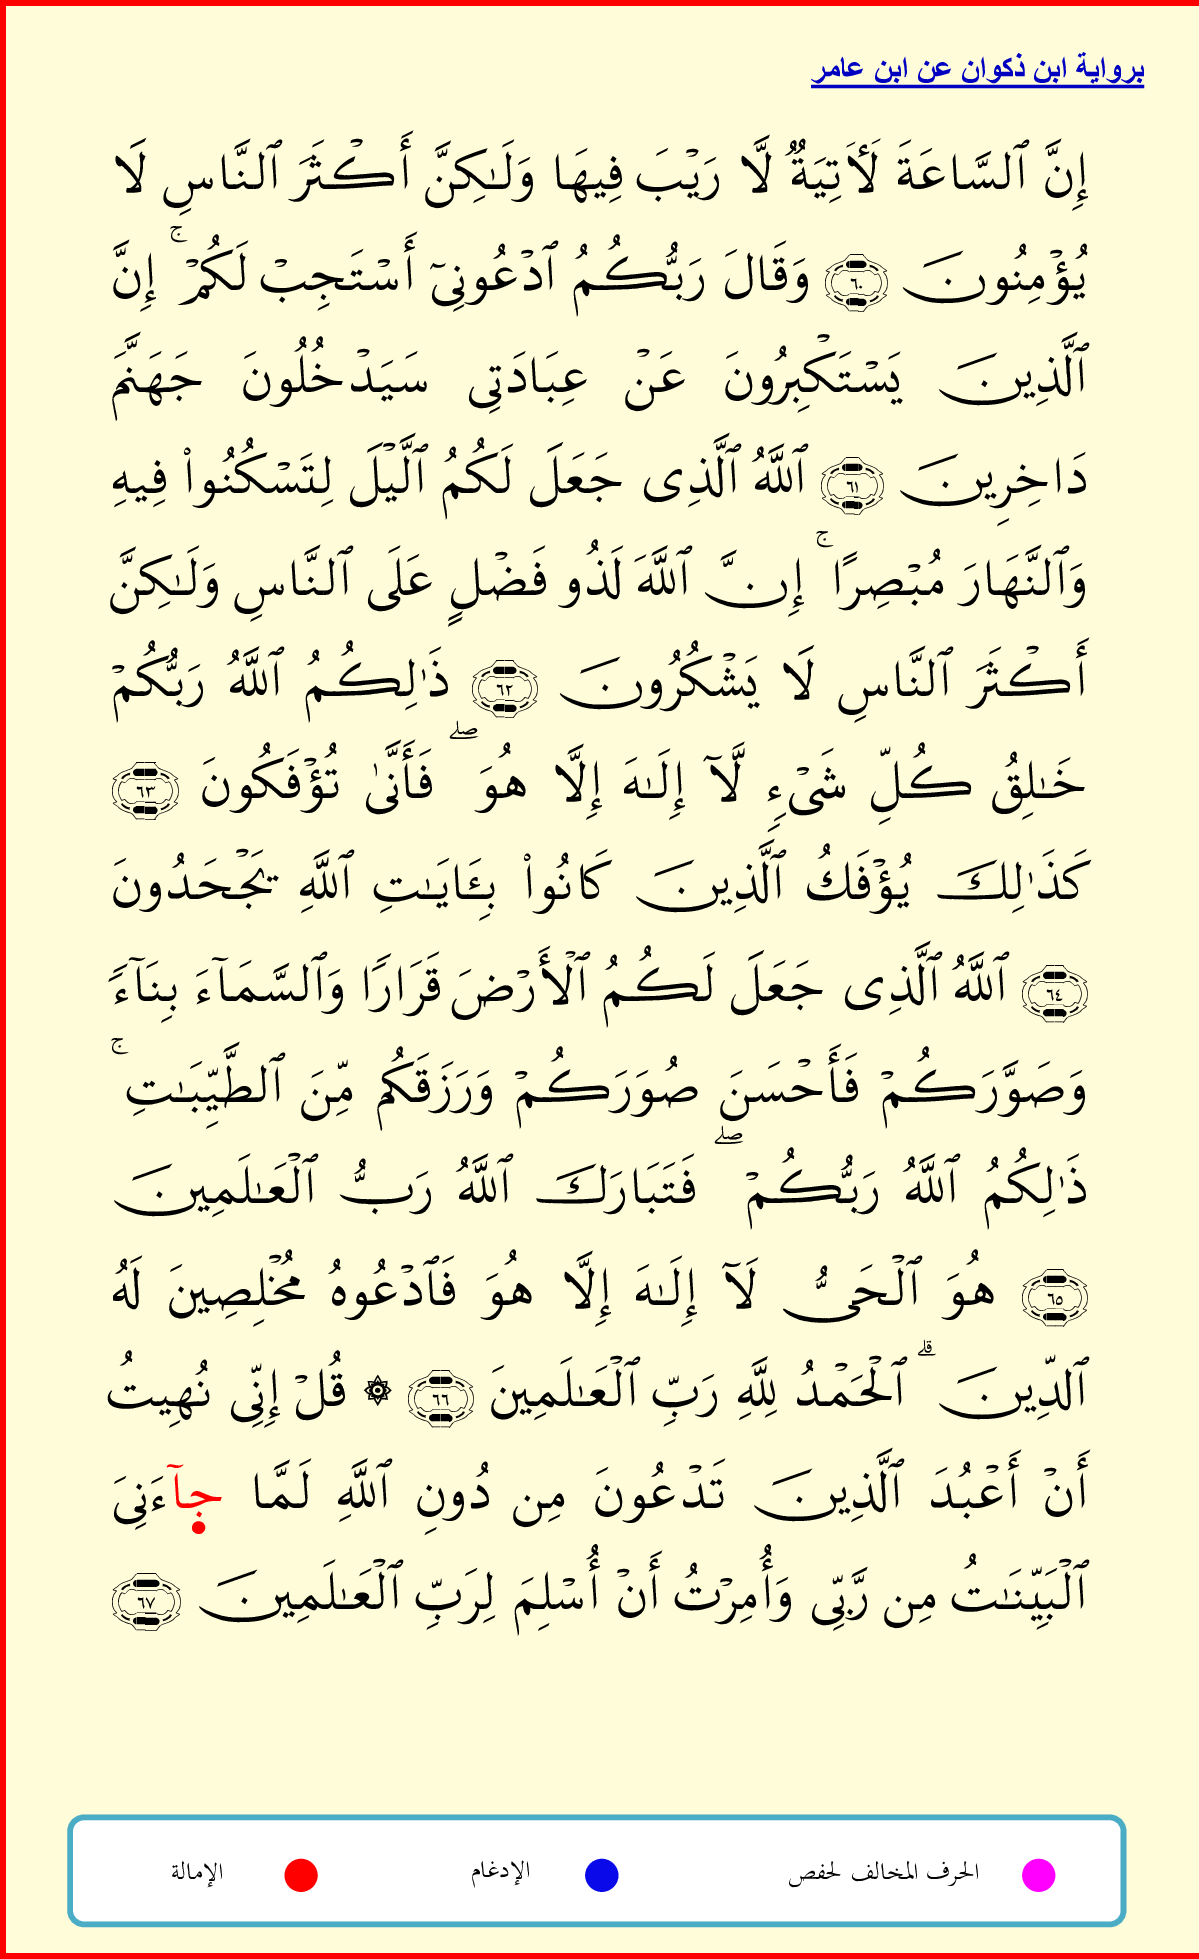 برواية ابن ذكوان عن ابن عامر
إِنَّ ٱلسَّاعَةَ لَأٓتِيَةٌ لَّا رَيۡبَ فِيهَا وَلَٰكِنَّ أَكۡثَرَ ٱلنَّاسِ لَا
يُؤۡمِنُونَ ٦٠ وَقَالَ رَبُّكُمُ ٱدۡعُونِيٓ أَسۡتَجِبۡ لَكُمۡۚ إِنَّ
ٱلَّذِينَ يَسۡتَكۡبِرُونَ عَنۡ عِبَادَتِي سَيَدۡخُلُونَ جَهَنَّمَ
دَاخِرِينَ ٦١ ٱللَّهُ ٱلَّذِي جَعَلَ لَكُمُ ٱلَّيۡلَ لِتَسۡكُنُواْ فِيهِ
وَٱلنَّهَارَ مُبۡصِرًاۚ إِنَّ ٱللَّهَ لَذُو فَضۡلٍ عَلَى ٱلنَّاسِ وَلَٰكِنَّ
أَكۡثَرَ ٱلنَّاسِ لَا يَشۡكُرُونَ ٦٢ ذَٰلِكُمُ ٱللَّهُ رَبُّكُمۡ
خَٰلِقُ كُلِّ شَيۡءٖ لَّآ إِلَٰهَ إِلَّا هُوَۖ فَأَنَّىٰ تُؤۡفَكُونَ ٦٣
كَذَٰلِكَ يُؤۡفَكُ ٱلَّذِينَ كَانُواْ بِـَٔايَٰتِ ٱللَّهِ يَجۡحَدُونَ
٦٤ ٱللَّهُ ٱلَّذِي جَعَلَ لَكُمُ ٱلۡأَرۡضَ قَرَارٗا وَٱلسَّمَآءَ بِنَآءٗ
وَصَوَّرَكُمۡ فَأَحۡسَنَ صُوَرَكُمۡ وَرَزَقَكُم مِّنَ ٱلطَّيِّبَٰتِۚ
ذَٰلِكُمُ ٱللَّهُ رَبُّكُمۡۖ فَتَبَارَكَ ٱللَّهُ رَبُّ ٱلۡعَٰلَمِينَ
٦٥ هُوَ ٱلۡحَيُّ لَآ إِلَٰهَ إِلَّا هُوَ فَٱدۡعُوهُ مُخۡلِصِينَ لَهُ
ٱلدِّينَۗ ٱلۡحَمۡدُ لِلَّهِ رَبِّ ٱلۡعَٰلَمِينَ ٦٦ ۞ قُلۡ إِنِّي نُهِيتُ
أَنۡ أَعۡبُدَ ٱلَّذِينَ تَدۡعُونَ مِن دُونِ ٱللَّهِ لَمَّا جآءَنِيَ
ٱلۡبَيِّنَٰتُ مِن رَّبِّي وَأُمِرۡتُ أَنۡ أُسۡلِمَ لِرَبِّ ٱلۡعَٰلَمِينَ ٦٧
الحرف المخالف لحفص الإدغام الإمالة